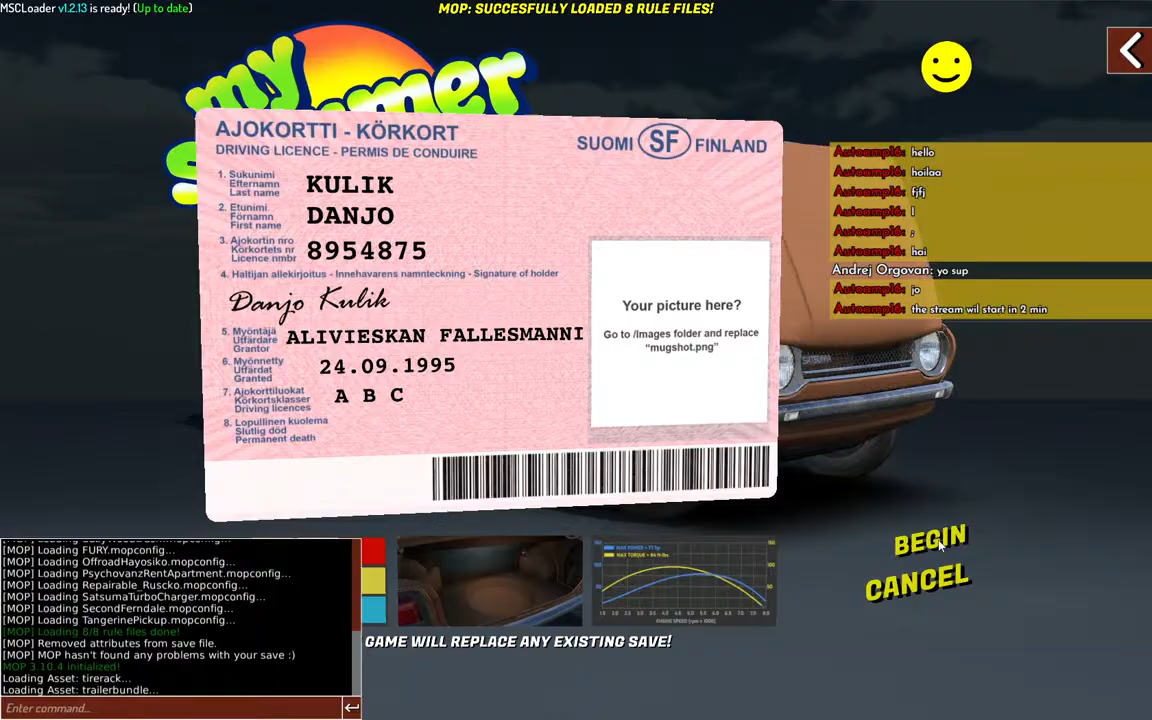 MSCLoader v1.2.13 is ready! (Up to date)
MOP: SUCCESFULLY LOADED 8 RULE FILES!
my
AJOKORTTI - KÖRKORT
DRIVING LICENCE - PERMIS DE CONDUIRE
SUOMI SF FINLAND
1. Sukunimi
Efternamn
Last name
KULIK
2. Etunimi
Förnamn
First name
DANJO
3. Ajokortin nro
Körkortets nr
Licence nmbr
8954875
4. Haltijan allekirjoitus - Innehavarens namnteckning - Signature of holder
Danjo Kulik
5. Myöntäjä
Utfärdare
Grantor
ALIVIESKAN FALLESMANNI
6. Myönnetty
Utfärdat
Granted
24.09.1995
7. Ajokorttiluokat
Körkortsklasser
Driving licences
A B C
8. Lopullinen kuolema
Slutlig död
Permanent death
Your picture here?
Go to /Images folder and replace
“mugshot.png”
Autoamp16: hello
Autoamp16: hoilaa
Autoamp16: fjfj
Autoamp16: l
Autoamp16: ;
Autoamp16: hai
Andrej Orgovan: yo sup
Autoamp16: jo
Autoamp16: the stream wil start in 2 min
BEGIN
CANCEL
GAME WILL REPLACE ANY EXISTING SAVE!
[MOP] Loading FURY.mopconfig...
[MOP] Loading OffroadHayosiko.mopconfig...
[MOP] Loading PsychovanzRentApartment.mopconfig...
[MOP] Loading Repairable_Ruscko.mopconfig...
[MOP] Loading SatsumaTurboCharger.mopconfig...
[MOP] Loading SecondFerndale.mopconfig...
[MOP] Loading TangerinePickup.mopconfig...
[MOP] Loading 8/8 rule files done!
[MOP] Removed attributes from save file.
[MOP] MOP hasn't found any problems with your save :)
MOP 3.10.4 initialized!
Loading Asset: tirerack...
Loading Asset: trailerbundle...
Enter command...